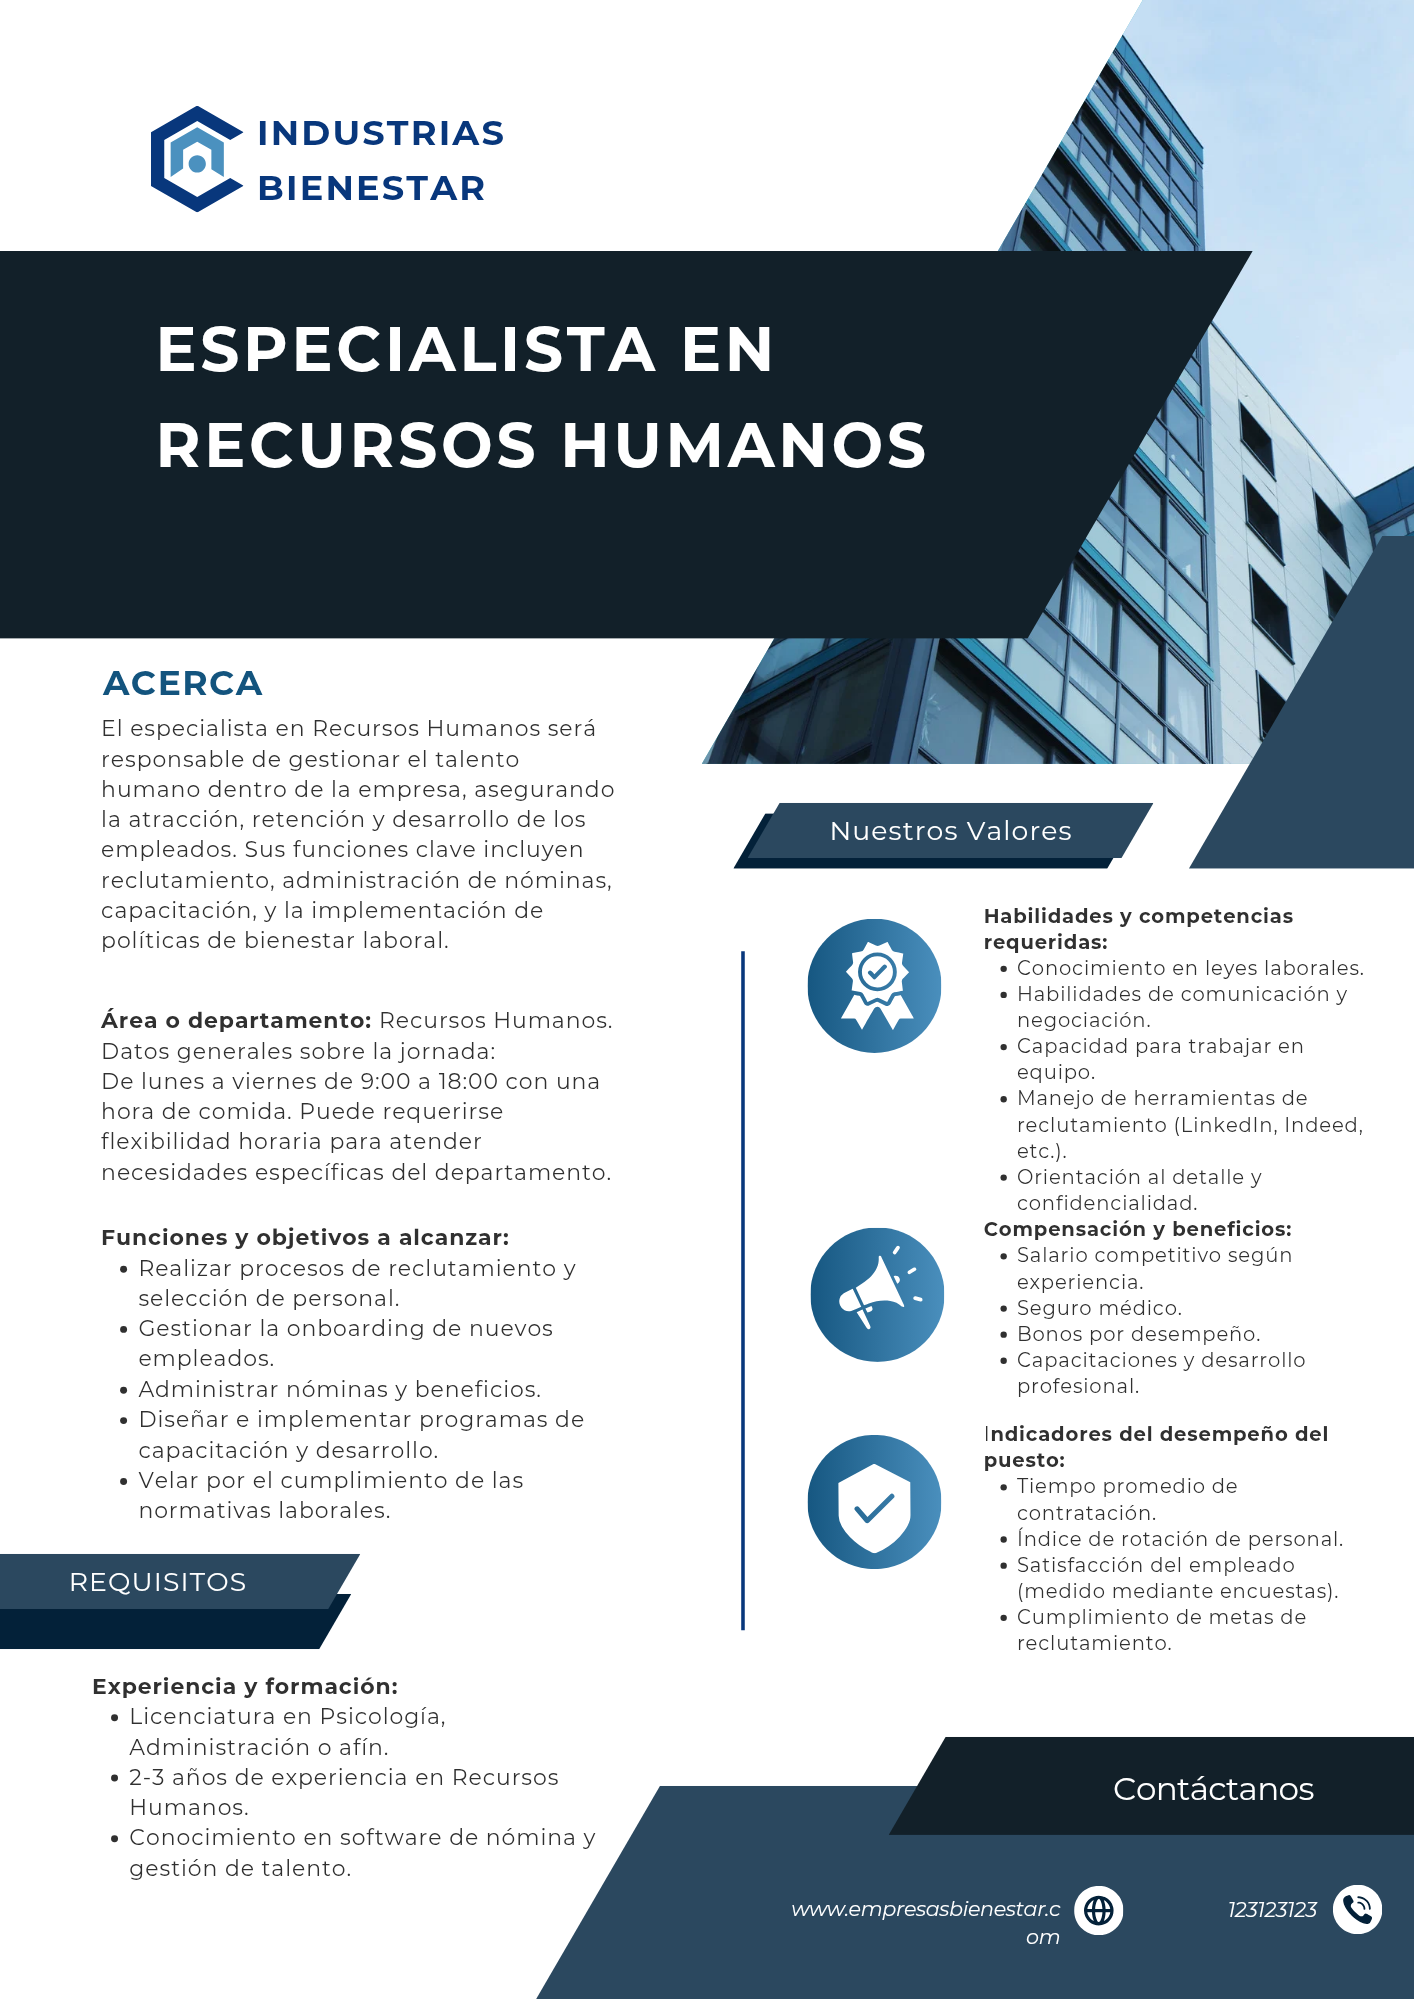 INDUSTRIAS
BIENESTAR
ESPECIALISTA EN
RECURSOS HUMANOS
ACERCA
El especialista en Recursos Humanos será
responsable de gestionar el talento
humano dentro de la empresa, asegurando
la atracción, retención y desarrollo de los
empleados. Sus funciones clave incluyen
reclutamiento, administración de nóminas,
capacitación, y la implementación de
políticas de bienestar laboral.
Área o departamento: Recursos Humanos.
Datos generales sobre la jornada:
De lunes a viernes de 9:00 a 18:00 con una
hora de comida. Puede requerirse
flexibilidad horaria para atender
necesidades específicas del departamento.
Funciones y objetivos a alcanzar:
• Realizar procesos de reclutamiento y
selección de personal.
• Gestionar la onboarding de nuevos
empleados.
• Administrar nóminas y beneficios.
• Diseñar e implementar programas de
capacitación y desarrollo.
• Velar por el cumplimiento de las
normativas laborales.
REQUISITOS
Experiencia y formación:
• Licenciatura en Psicología,
Administración o afín.
• 2-3 años de experiencia en Recursos
Humanos.
• Conocimiento en software de nómina y
gestión de talento.
Nuestros Valores
Habilidades y competencias
requeridas:
• Conocimiento en leyes laborales.
• Habilidades de comunicación y
negociación.
• Capacidad para trabajar en
equipo.
• Manejo de herramientas de
reclutamiento (LinkedIn, Indeed,
etc.).
• Orientación al detalle y
confidencialidad.
Compensación y beneficios:
• Salario competitivo según
experiencia.
• Seguro médico.
• Bonos por desempeño.
• Capacitaciones y desarrollo
profesional.
Indicadores del desempeño del
puesto:
• Tiempo promedio de
contratación.
• Índice de rotación de personal.
• Satisfacción del empleado
(medido mediante encuestas).
• Cumplimiento de metas de
reclutamiento.
Contáctanos
www.empresasbienestar.c
om
123123123